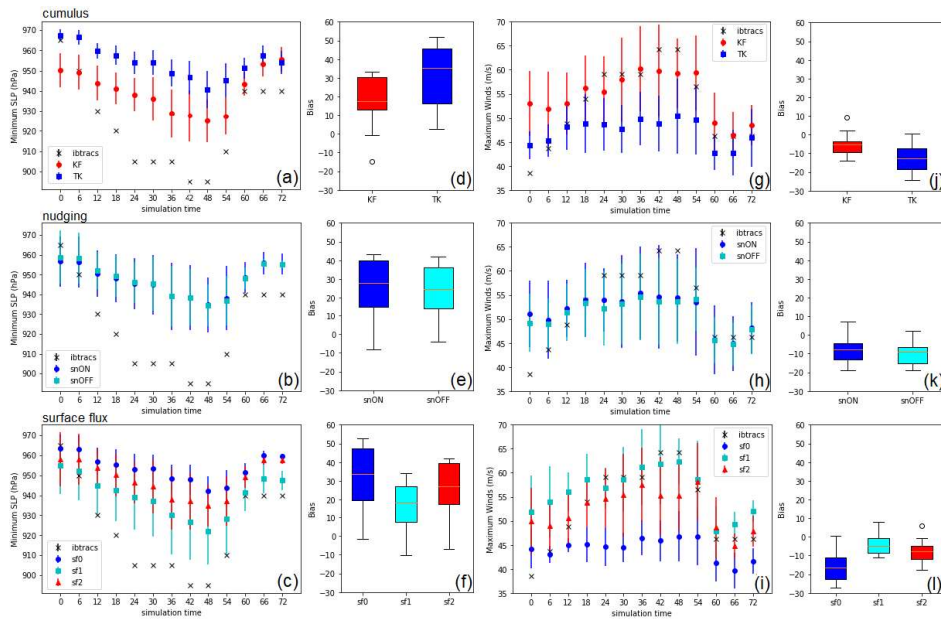 cumulus
970
960
950
940
930
920
910
900
Minimum SLP (hPa)
ibtracs
KF
TK
(a)
0 6 12 18 24 30 36 42 48 54 60 66 72
simulation time
60
50
40
30
20
10
0
−10
−20
−30
Bias
(d)
KF TK
70
65
60
55
50
45
40
35
Maximum Winds (m/s)
ibtracs
KF
TK
(g)
0 6 12 18 24 30 36 42 48 54 60 66 72
simulation time
60
50
40
30
20
10
0
−10
−20
−30
Bias
(j)
KF TK
nudging
970
960
950
940
930
920
910
900
Minimum SLP (hPa)
ibtracs
snON
snOFF
(b)
0 6 12 18 24 30 36 42 48 54 60 66 72
simulation time
60
50
40
30
20
10
0
−10
−20
−30
Bias
(e)
snON snOFF
70
65
60
55
50
45
40
35
Maximum Winds (m/s)
ibtracs
snON
snOFF
(h)
0 6 12 18 24 30 36 42 48 54 60 66 72
simulation time
60
50
40
30
20
10
0
−10
−20
−30
Bias
(k)
snON snOFF
surface flux
970
960
950
940
930
920
910
900
Minimum SLP (hPa)
ibtracs
sf0
sf1
sf2
(c)
0 6 12 18 24 30 36 42 48 54 60 66 72
simulation time
60
50
40
30
20
10
0
−10
−20
−30
Bias
(f)
sf0 sf1 sf2
70
65
60
55
50
45
40
35
Maximum Winds (m/s)
ibtracs
sf0
sf1
sf2
(i)
0 6 12 18 24 30 36 42 48 54 60 66 72
simulation time
60
50
40
30
20
10
0
−10
−20
−30
Bias
(l)
sf0 sf1 sf2